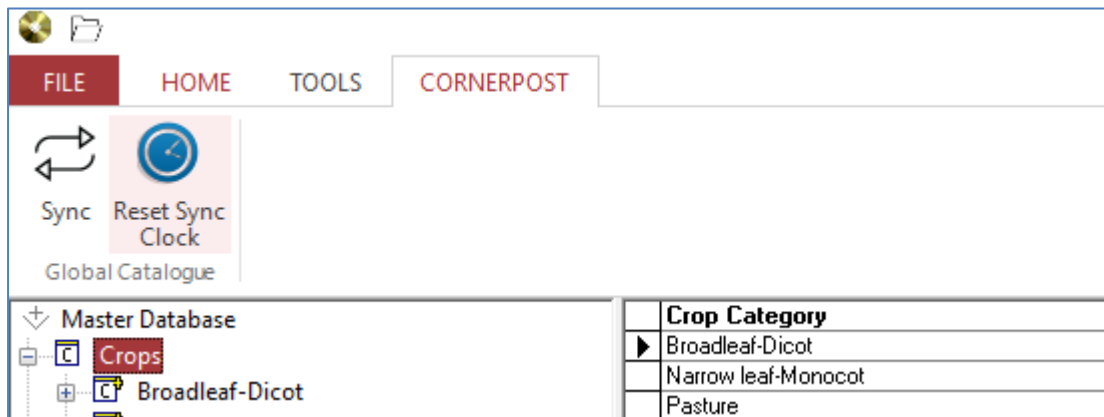 FILE HOME TOOLS CORNERPOST
Sync Reset Sync
Clock
Global Catalogue
Master Database
Crops
Broadleaf-Dicot
Crop Category
Broadleaf-Dicot
Narrow leaf-Monocot
Pasture